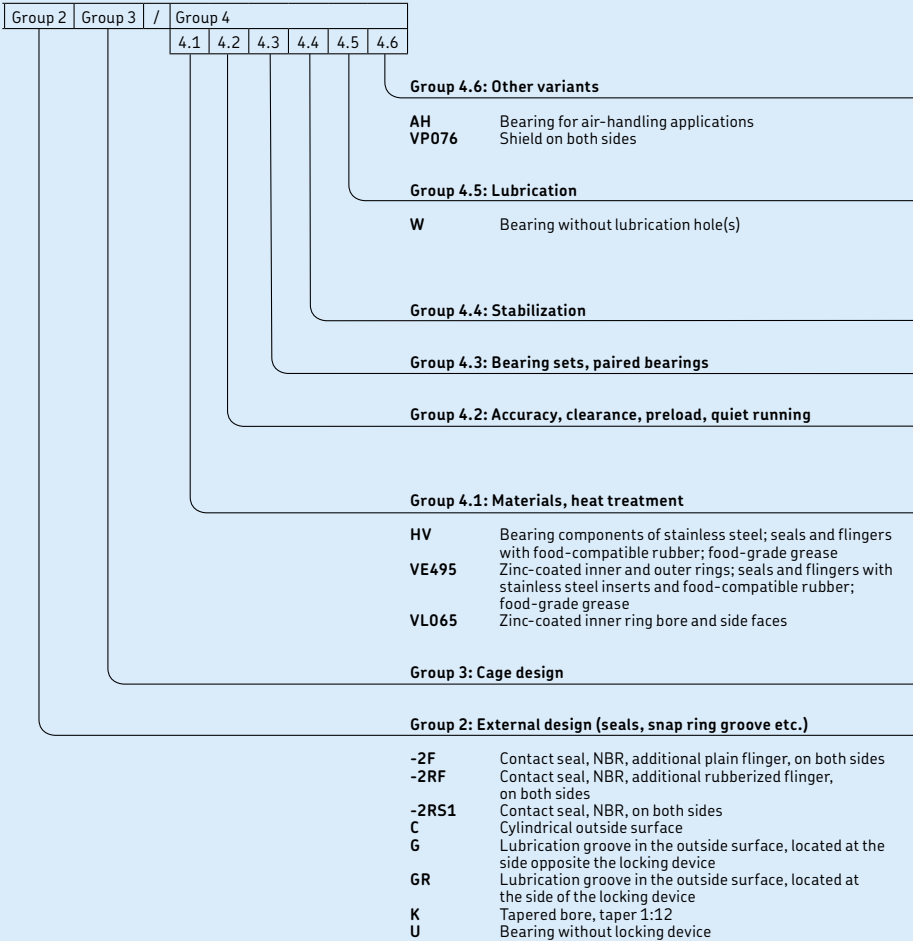 Group 2 Group 3 / Group 4
4.1 4.2 4.3 4.4 4.5 4.6
Group 4.6: Other variants
AH Bearing for air-handling applications
VP076 Shield on both sides
Group 4.5: Lubrication
W Bearing without lubrication hole(s)
Group 4.4: Stabilization
Group 4.3: Bearing sets, paired bearings
Group 4.2: Accuracy, clearance, preload, quiet running
Group 4.1: Materials, heat treatment
HV Bearing components of stainless steel; seals and flingers
with food-compatible rubber; food-grade grease
VE495 Zinc-coated inner and outer rings; seals and flingers with
stainless steel inserts and food-compatible rubber;
food-grade grease
VL065 Zinc-coated inner ring bore and side faces
Group 3: Cage design
Group 2: External design (seals, snap ring groove etc.)
-2F Contact seal, NBR, additional plain flinger, on both sides
-2RF Contact seal, NBR, additional rubberized flinger,
on both sides
-2RS1 Contact seal, NBR, on both sides
C Cylindrical outside surface
G Lubrication groove in the outside surface, located at the
side opposite the locking device
GR Lubrication groove in the outside surface, located at
the side of the locking device
K Tapered bore, taper 1:12
U Bearing without locking device